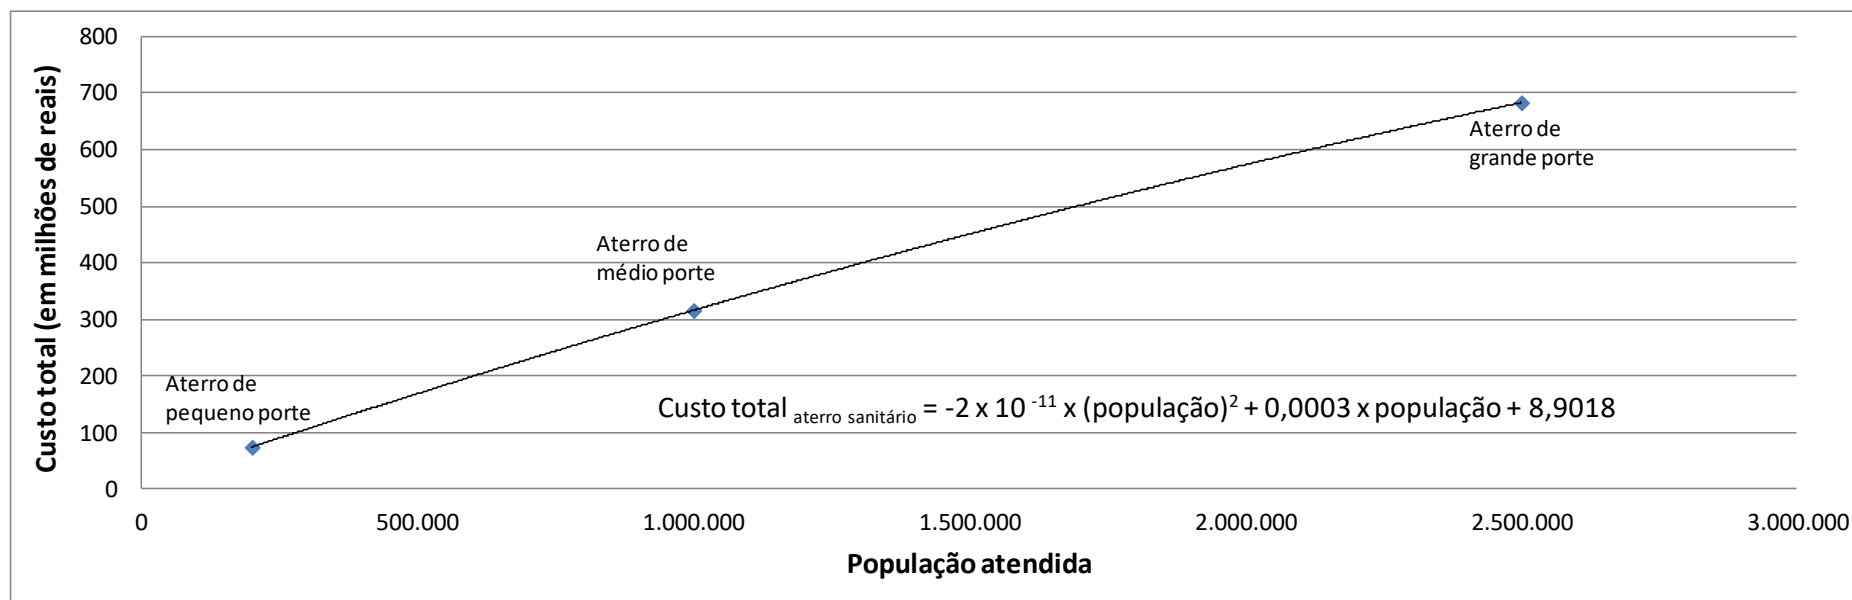 Custo total (em milhões de reais)
800
700
600
500
400
300
200
100
0
Aterro de
pequeno porte
Aterro de
médio porte
Aterro de
grande porte
Custo total aterro sanitário = -2 x 10 -11 x (população)2 + 0,0003 x população + 8,9018
0 500.000 1.000.000 1.500.000 2.000.000 2.500.000 3.000.000
População atendida